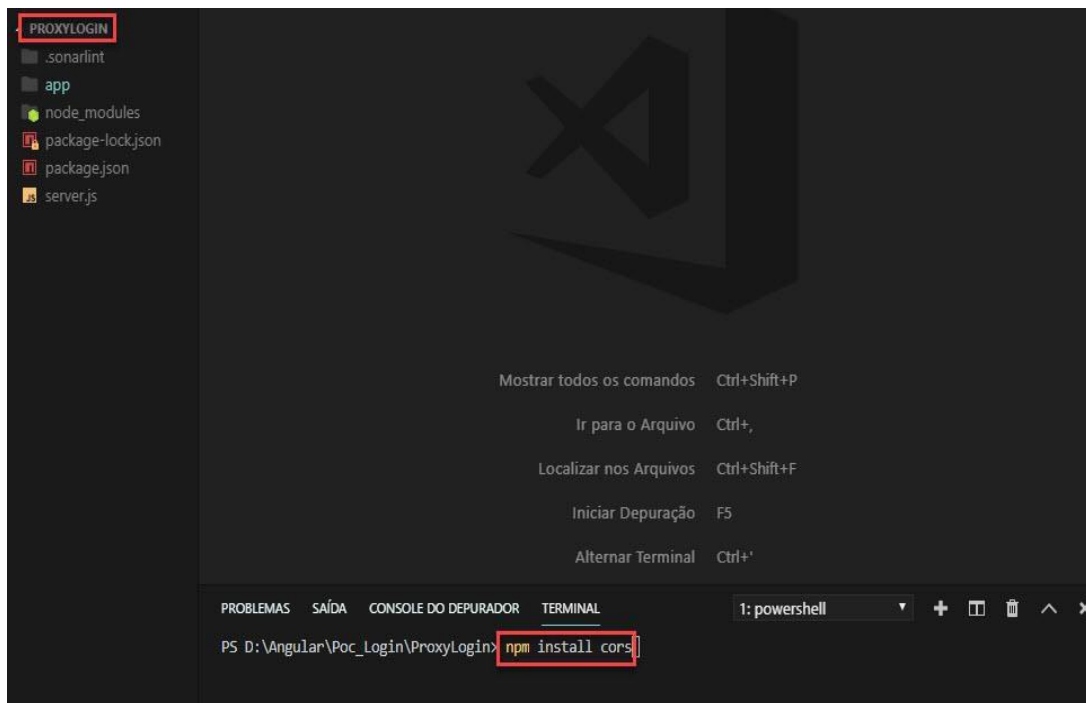 PROXYLOGIN
.sonarlint
app
node_modules
package-lock.json
package.json
JS server.js
Mostrar todos os comandos Ctrl+Shift+P
Ir para o Arquivo Ctrl+,
Localizar nos Arquivos Ctrl+Shift+F
Iniciar Depuração F5
Alternar Terminal Ctrl+'
PROBLEMAS SAÍDA CONSOLE DO DEPURADOR TERMINAL 1: powershell
PS D:\Angular\Poc_Login\ProxyLogin> npm install cors